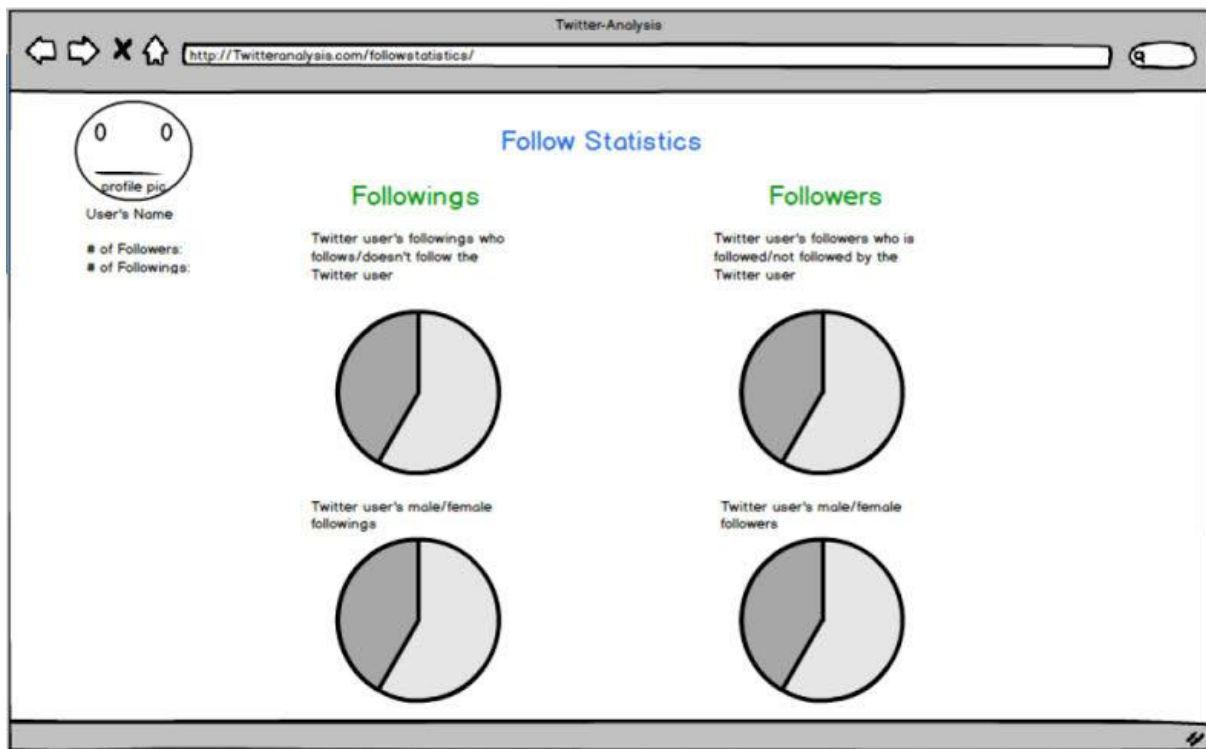 Twitter-Analysis
http://Twitteranalysis.com/followstatistics/
profile pic
User's Name
# of Followers:
# of Followings:
Follow Statistics
Followings
Twitter user's followings who
follows/doesn't follow the
Twitter user
Twitter user's male/female
followings
Followers
Twitter user's followers who is
followed/not followed by the
Twitter user
Twitter user's male/female
followers